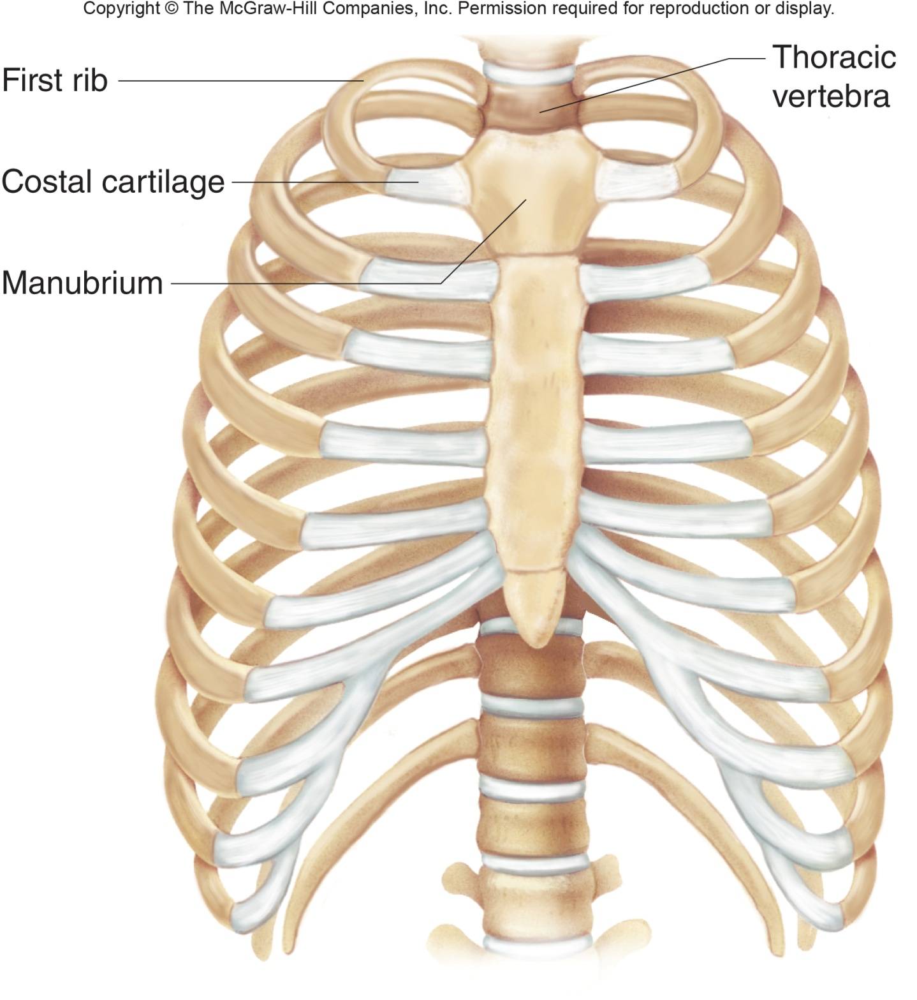 Copyright © The McGraw-Hill Companies, Inc. Permission required for reproduction or display.
First rib
Thoracic
vertebra
Costal cartilage
Manubrium